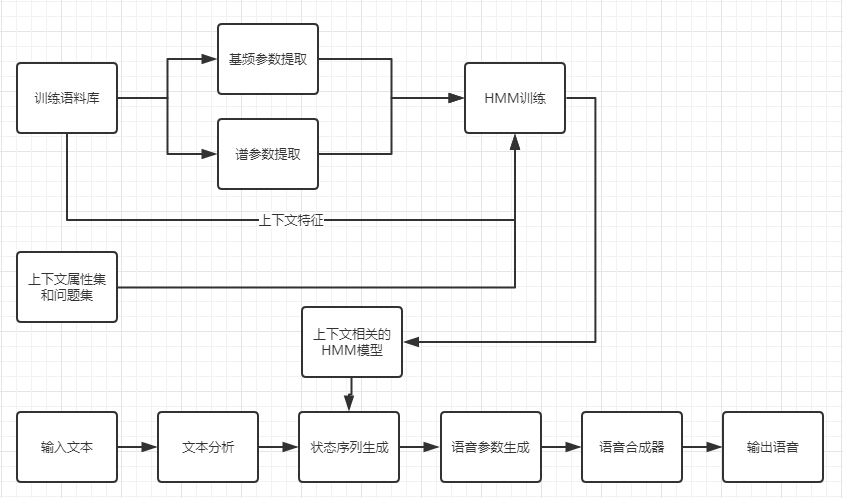 基频参数提取
训练语料库
HMM训练
谱参数提取
上下文特征
上下文属性集
和问题集
上下文相关的
HMM模型
输入文本
文本分析
状态序列生成
语音参数生成
语音合成器
输出语音